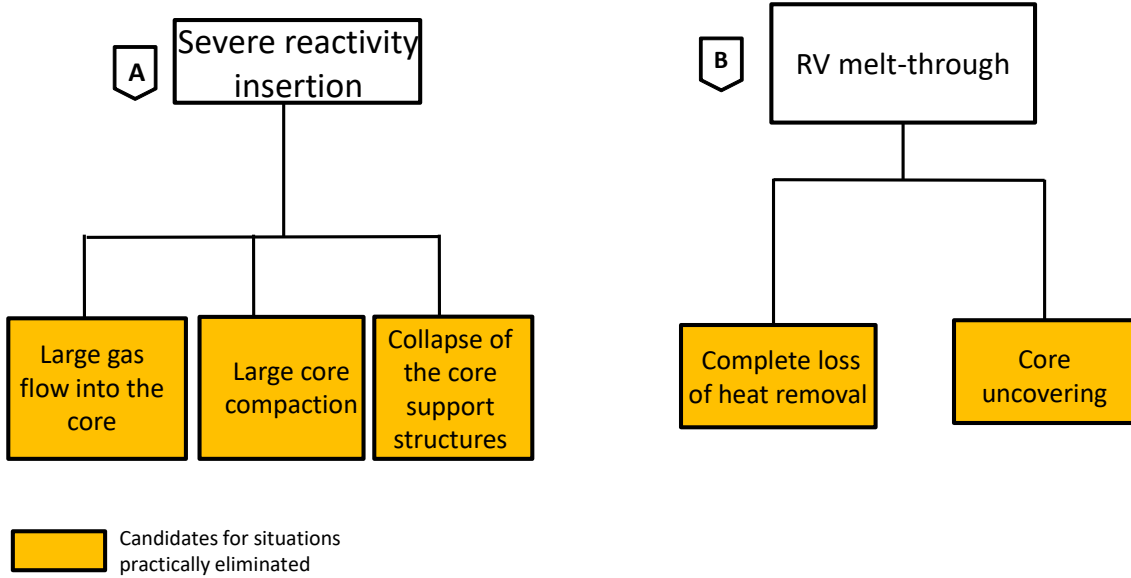 A
Severe reactivity
insertion
B
RV melt-through
Large gas
flow into the
core
Large core
compaction
Collapse of
the core
support
structures
Complete loss
of heat removal
Core
uncovering
Candidates for situations
practically eliminated